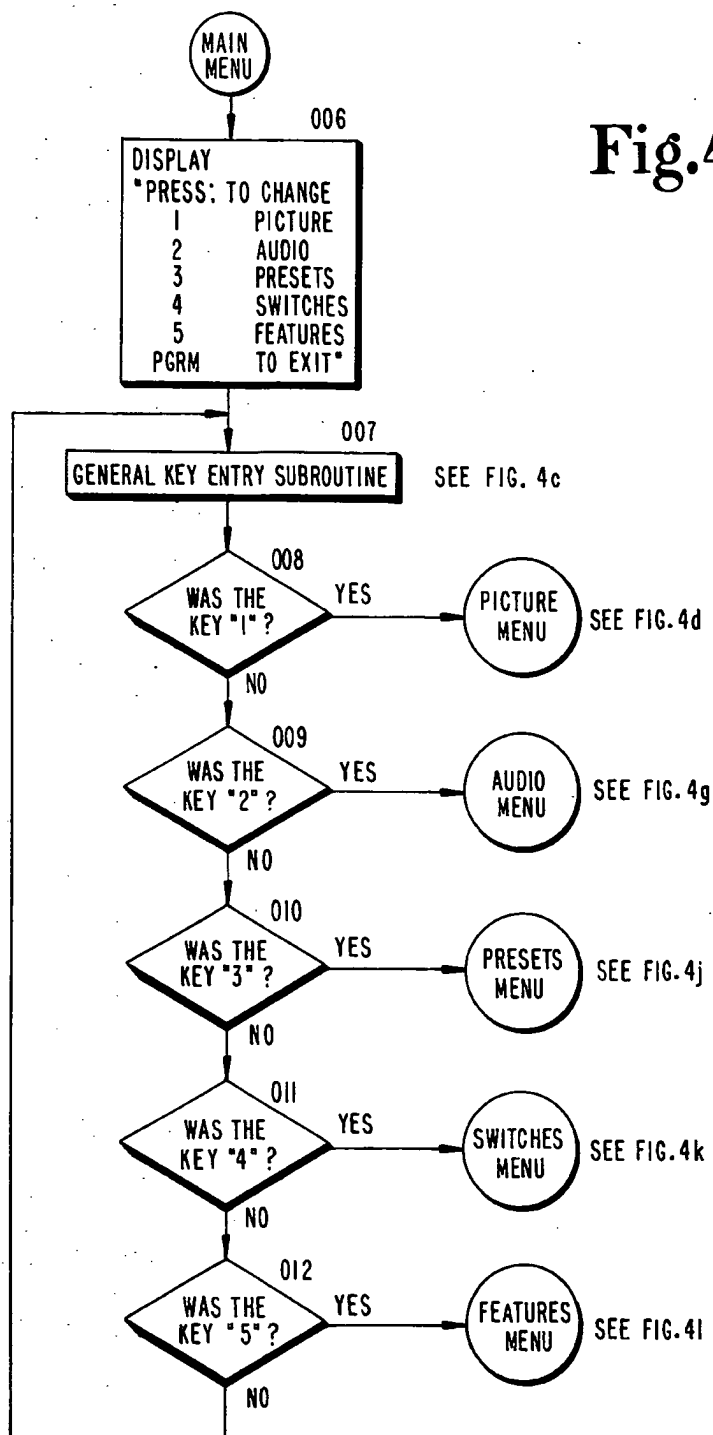 MAIN
MENU
006
Fig.4
DISPLAY
"PRESS: TO CHANGE
1 PICTURE
2 AUDIO
3 PRESETS
4 SWITCHES
5 FEATURES
PGRM TO EXIT"
007
GENERAL KEY ENTRY SUBROUTINE SEE FIG. 4c
008
WAS THE
KEY "1" ?
YES
PICTURE
MENU
SEE FIG.4d
NO
009
WAS THE
KEY "2" ?
YES
AUDIO
MENU
SEE FIG.4g
NO
010
WAS THE
KEY "3" ?
YES
PRESETS
MENU
SEE FIG.4j
NO
011
WAS THE
KEY "4" ?
YES
SWITCHES
MENU
SEE FIG.4k
NO
012
WAS THE
KEY "5" ?
YES
FEATURES
MENU
SEE FIG.4l
NO